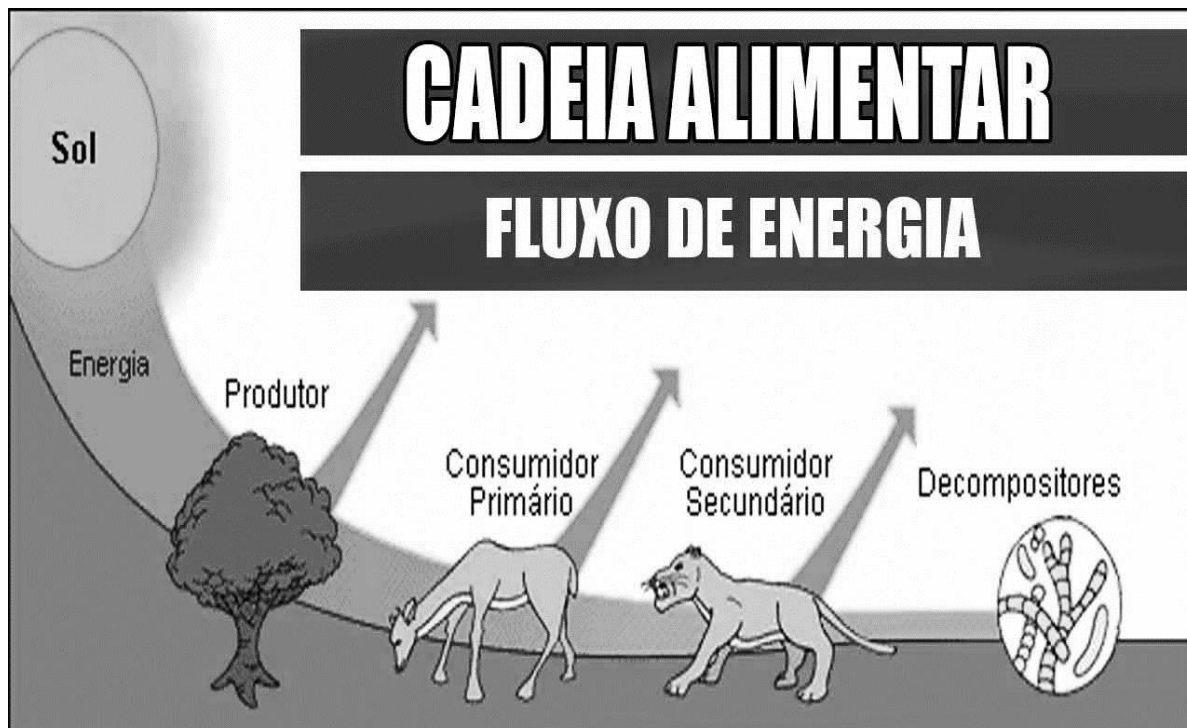 CADEIA ALIMENTAR
FLUXO DE ENERGIA
Sol
Energia
Produtor
Consumidor
Primário
Consumidor
Secundário
Decompositores